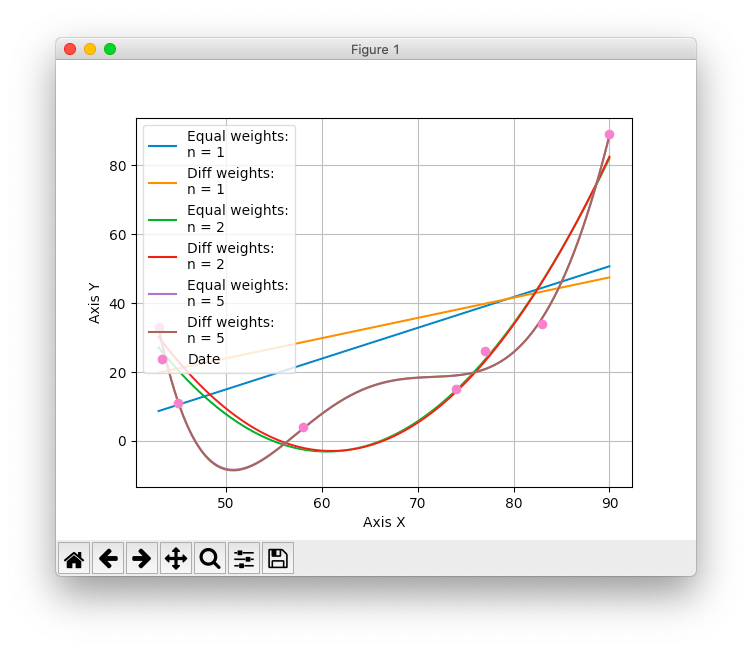 Figure 1
Equal weights:
n = 1
Diff weights:
n = 1
Equal weights:
n = 2
Diff weights:
n = 2
Equal weights:
n = 5
Diff weights:
n = 5
Date
80
60
40
20
0
Axis Y
50 60 70 80 90
Axis X